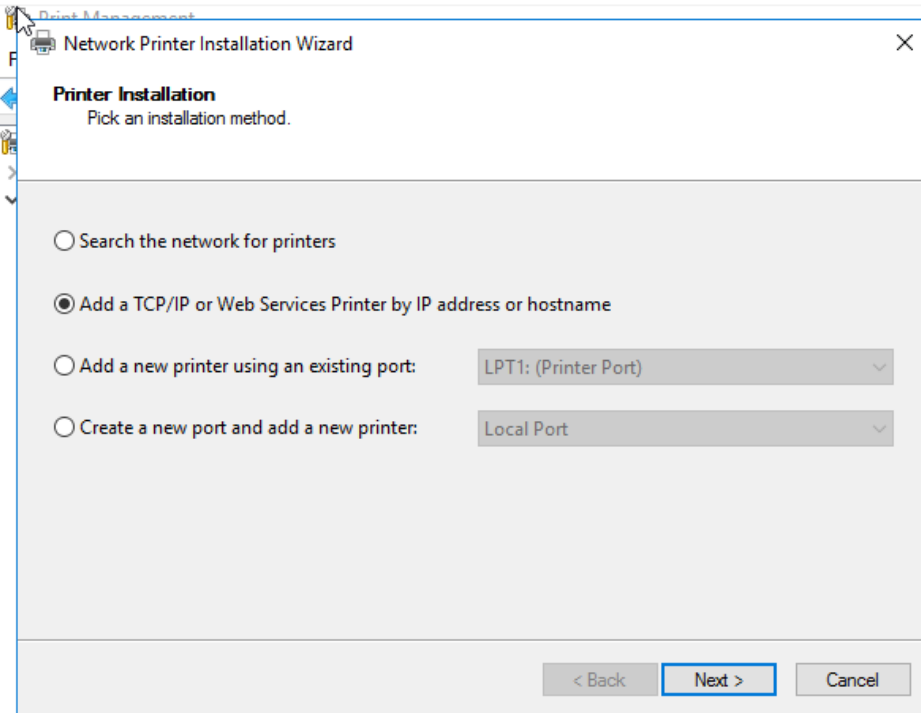 Print Management
Network Printer Installation Wizard
Printer Installation
Pick an installation method.
Search the network for printers
Add a TCP/IP or Web Services Printer by IP address or hostname
Add a new printer using an existing port: LPT1: (Printer Port)
Create a new port and add a new printer: Local Port
< Back Next > Cancel